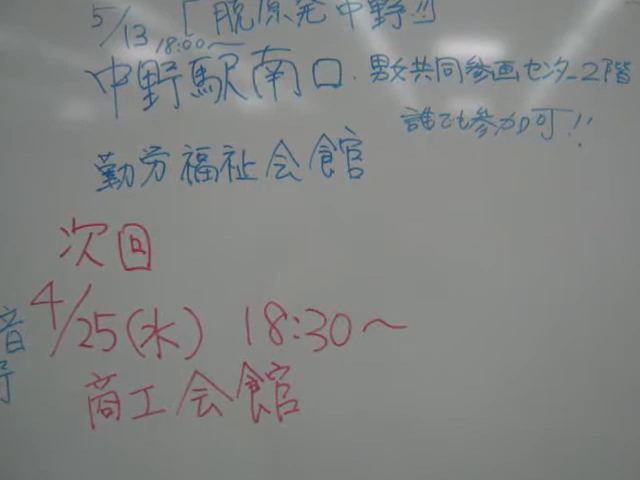 「脱原発中野!!」
5/13 18:00〜
中野駅南口.男女共同参画センター2階
誰でも参加可!!
勤労福祉会館
次回
4/25(水) 18:30〜
商工会館
音